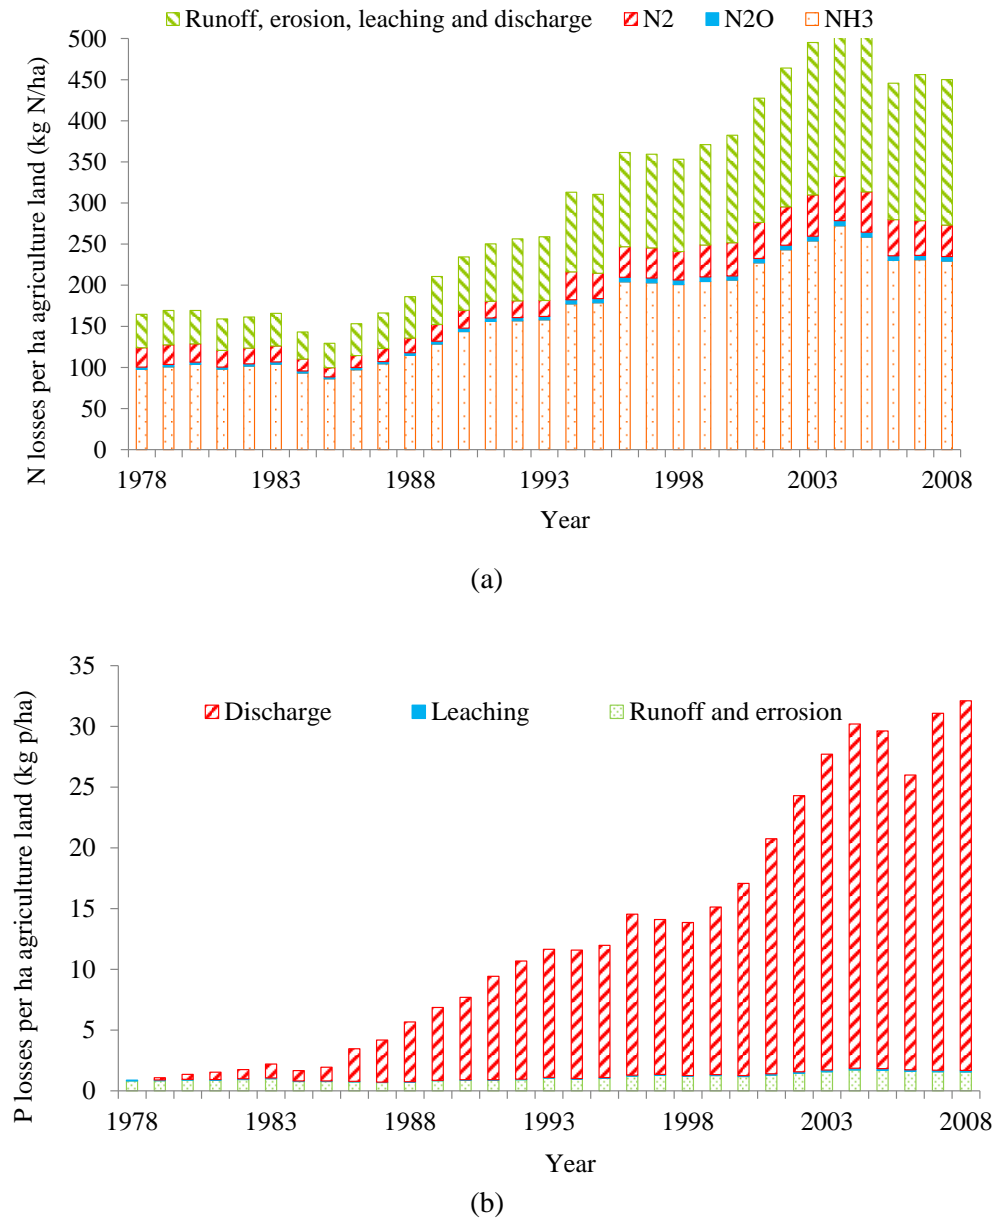 Runoff, erosion, leaching and discharge N2 N2O NH3
500
450
400
350
300
250
200
150
100
50
0
N losses per ha agriculture land (kg N/ha)
1978 1983 1988 1993 1998 2003 2008
Year
(a)
35
30
25
20
15
10
5
0
P losses per ha agriculture land (kg p/ha)
Discharge Leaching Runoff and errosion
1978 1983 1988 1993 1998 2003 2008
Year
(b)